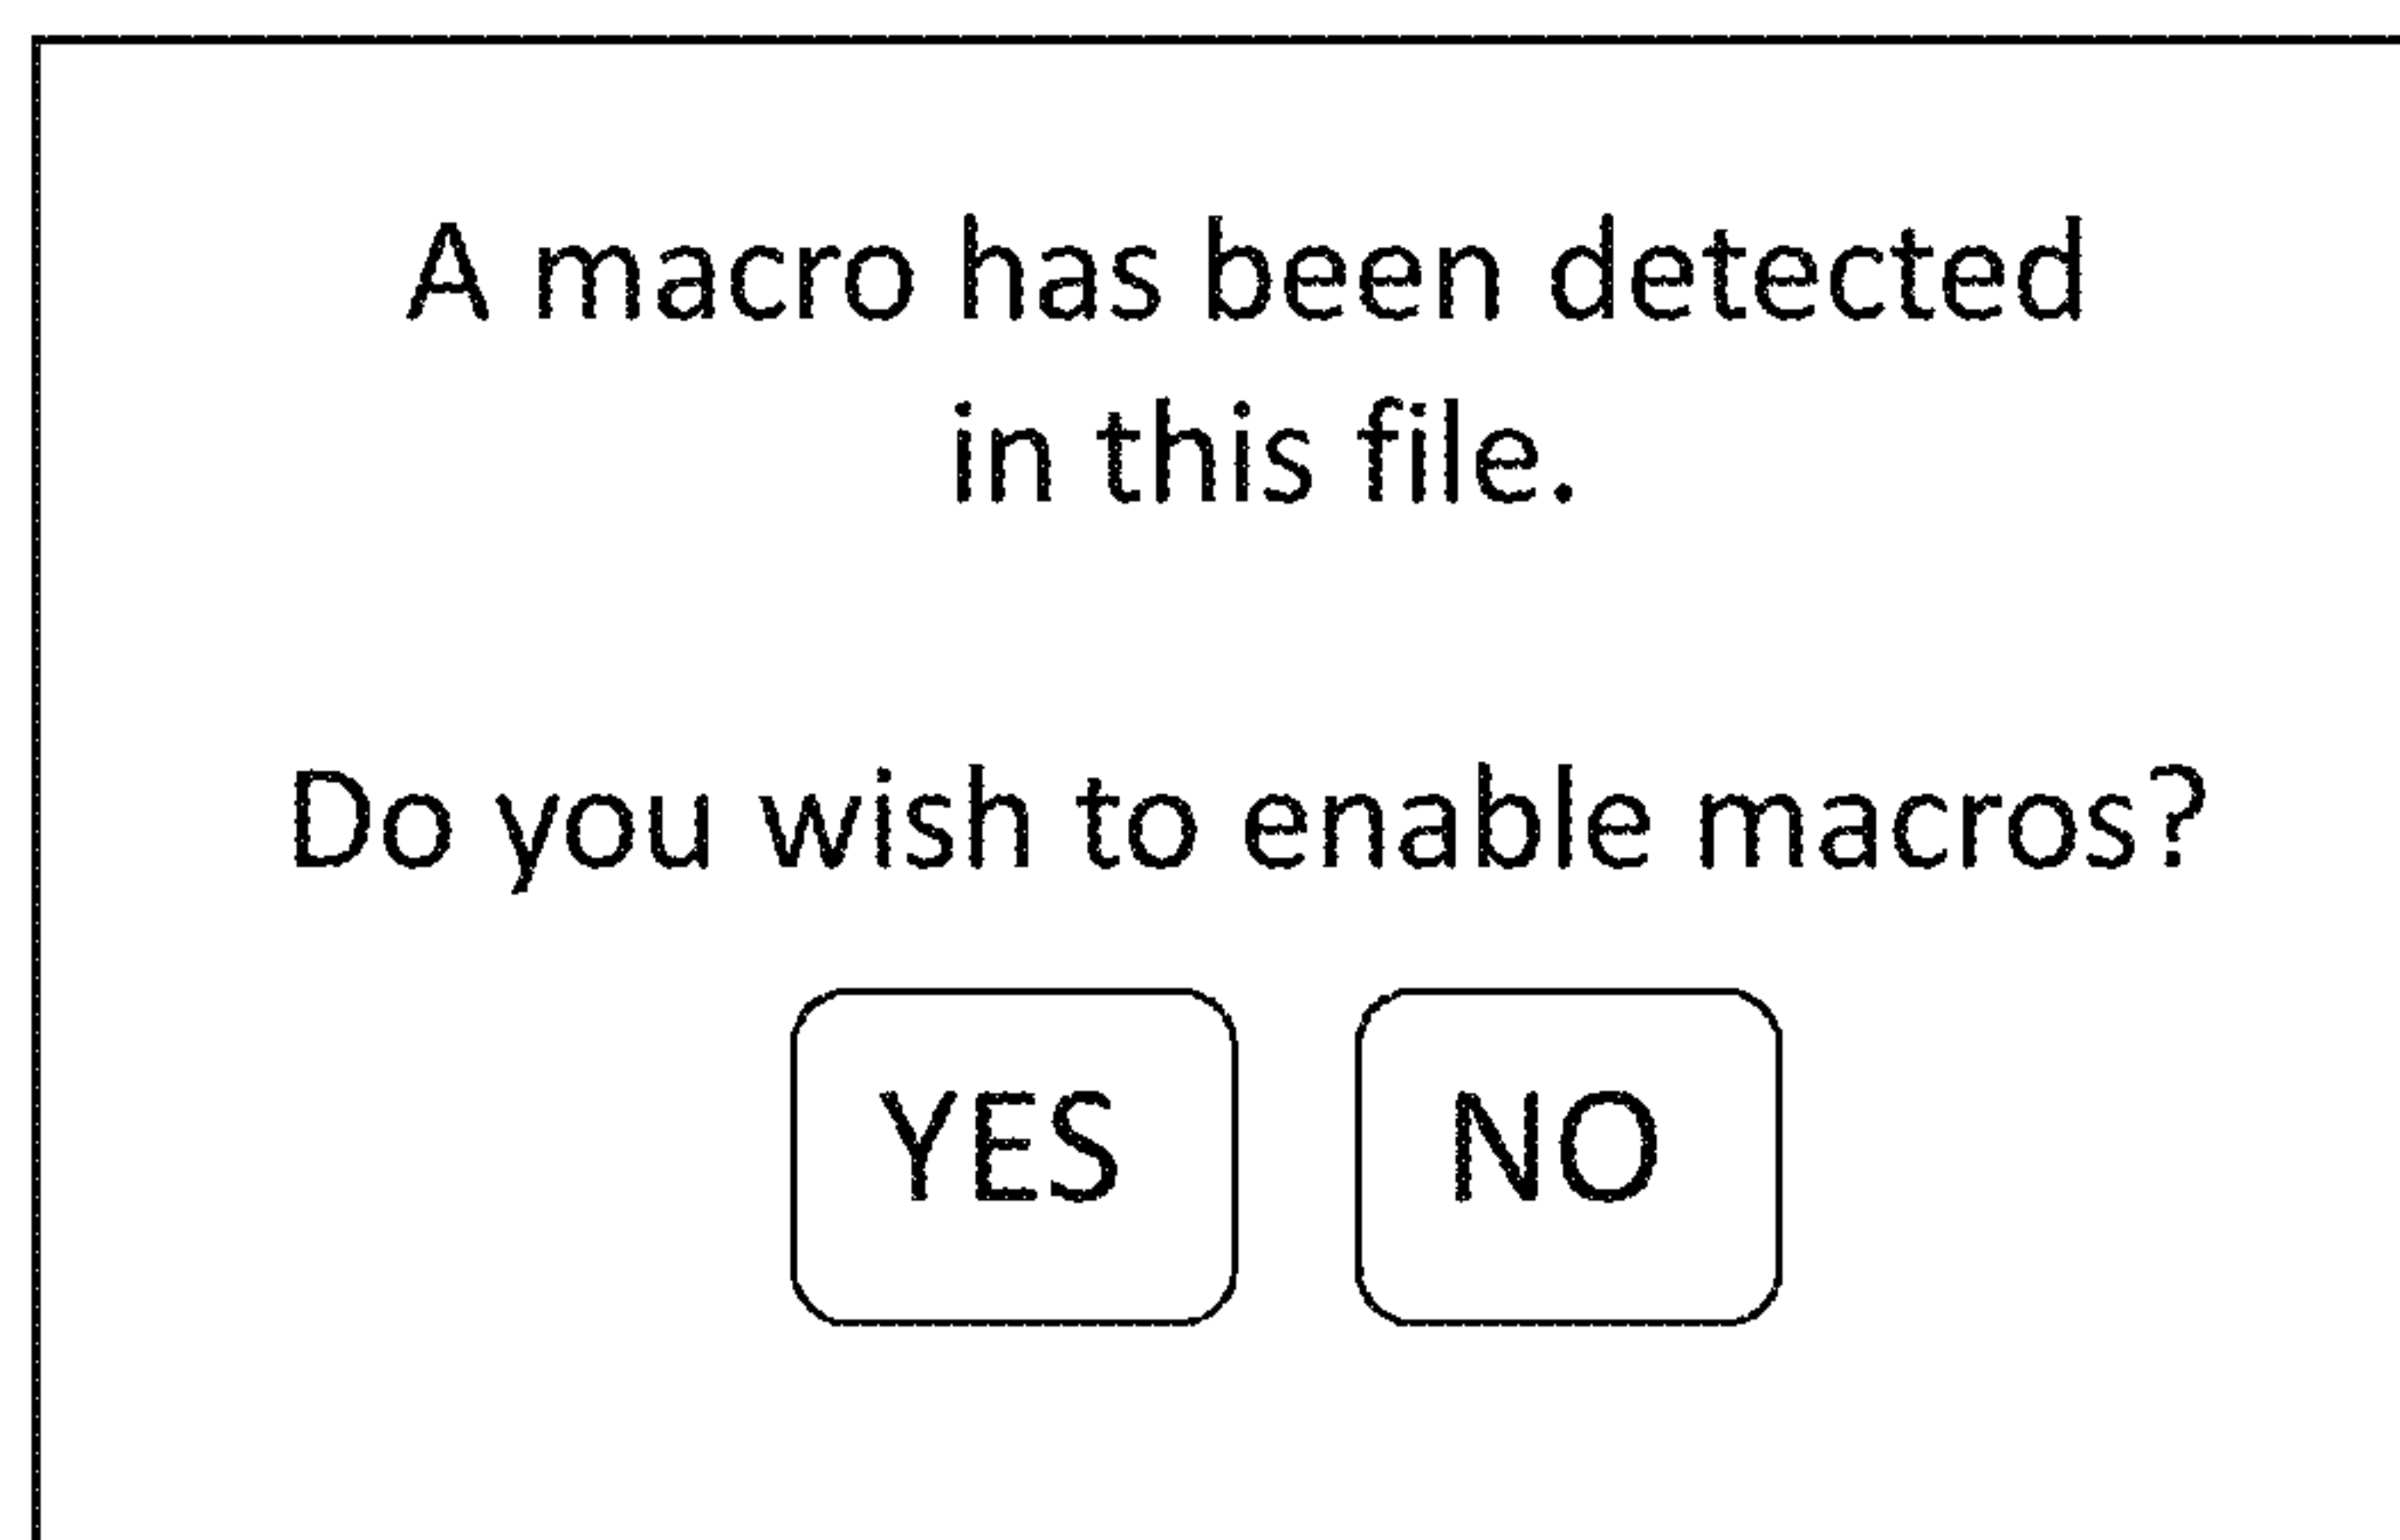 A macro has been detected
in this file.
Do you wish to enable macros?
YES NO